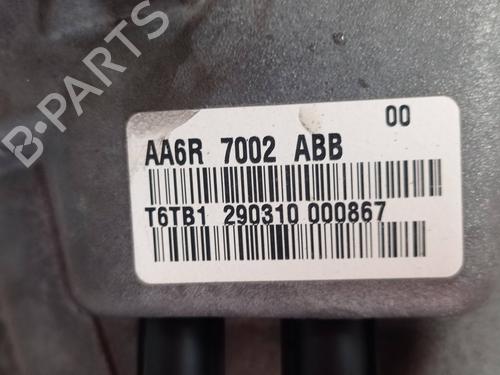 B-PARTS
00
AA6R 7002 ABB
T6TB1 290310 000867